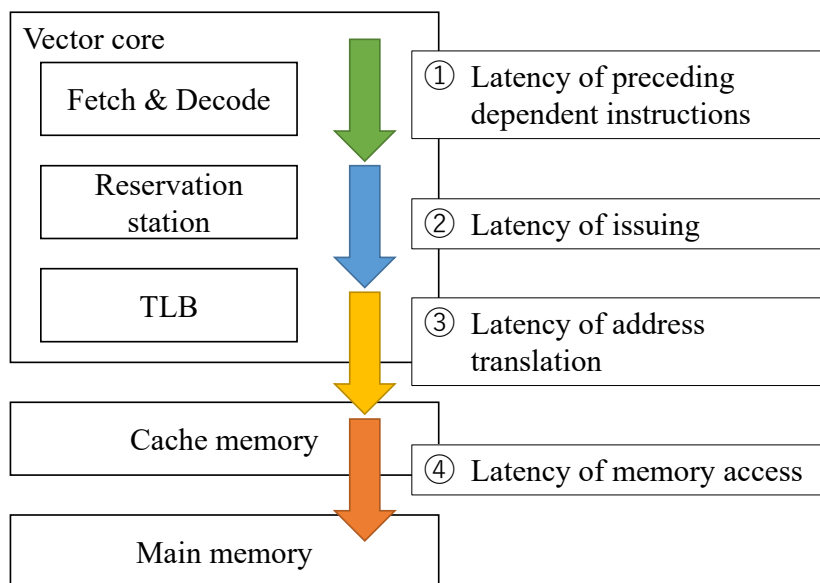 Vector core
Fetch & Decode
Reservation
station
TLB
Cache memory
Main memory
① Latency of preceding
dependent instructions
② Latency of issuing
③ Latency of address
translation
④ Latency of memory access